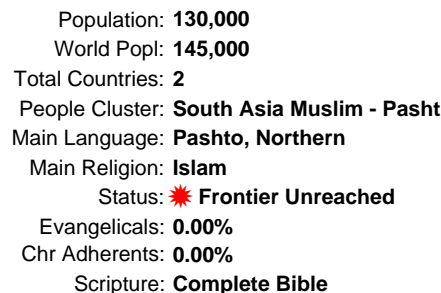 Population: 130,000
World Popl: 145,000
Total Countries: 2
People Cluster: South Asia Muslim - Pasht
Main Language: Pashto, Northern
Main Religion: Islam
Status: Frontier Unreached
Evangelicals: 0.00%
Chr Adherents: 0.00%
Scripture: Complete Bible